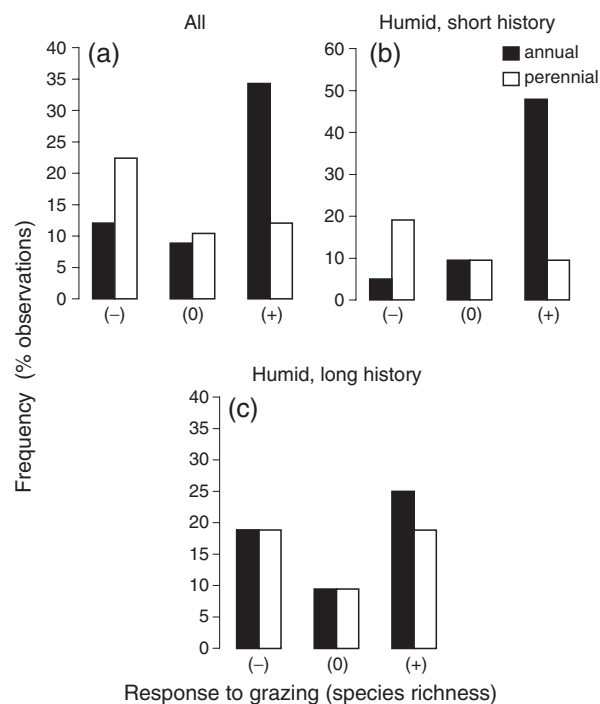 All
(a)
40
35
30
25
20
15
10
5
0
(–) (0) (+)
Humid, short history
(b)
annual
perennial
60
50
40
30
20
10
0
(–) (0) (+)
Humid, long history
(c)
40
35
30
25
20
15
10
5
0
(–) (0) (+)
Frequency (% observations)
Response to grazing (species richness)